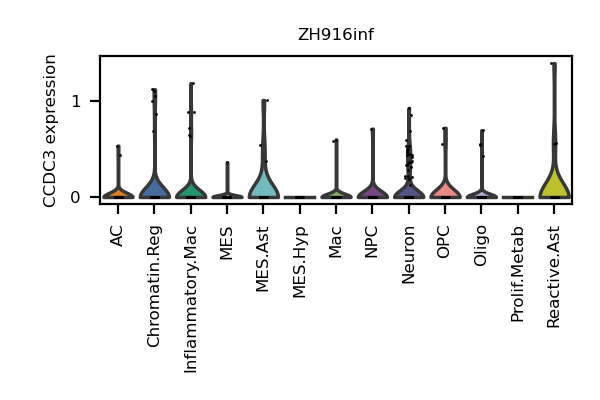 ZH916inf
CCDC3 expression
1
0
AC
Chromatin.Reg
Inflammatory.Mac
MES
MES.Ast
MES.Hyp
Mac
NPC
Neuron
OPC
Oligo
Prolif.Metab
Reactive.Ast